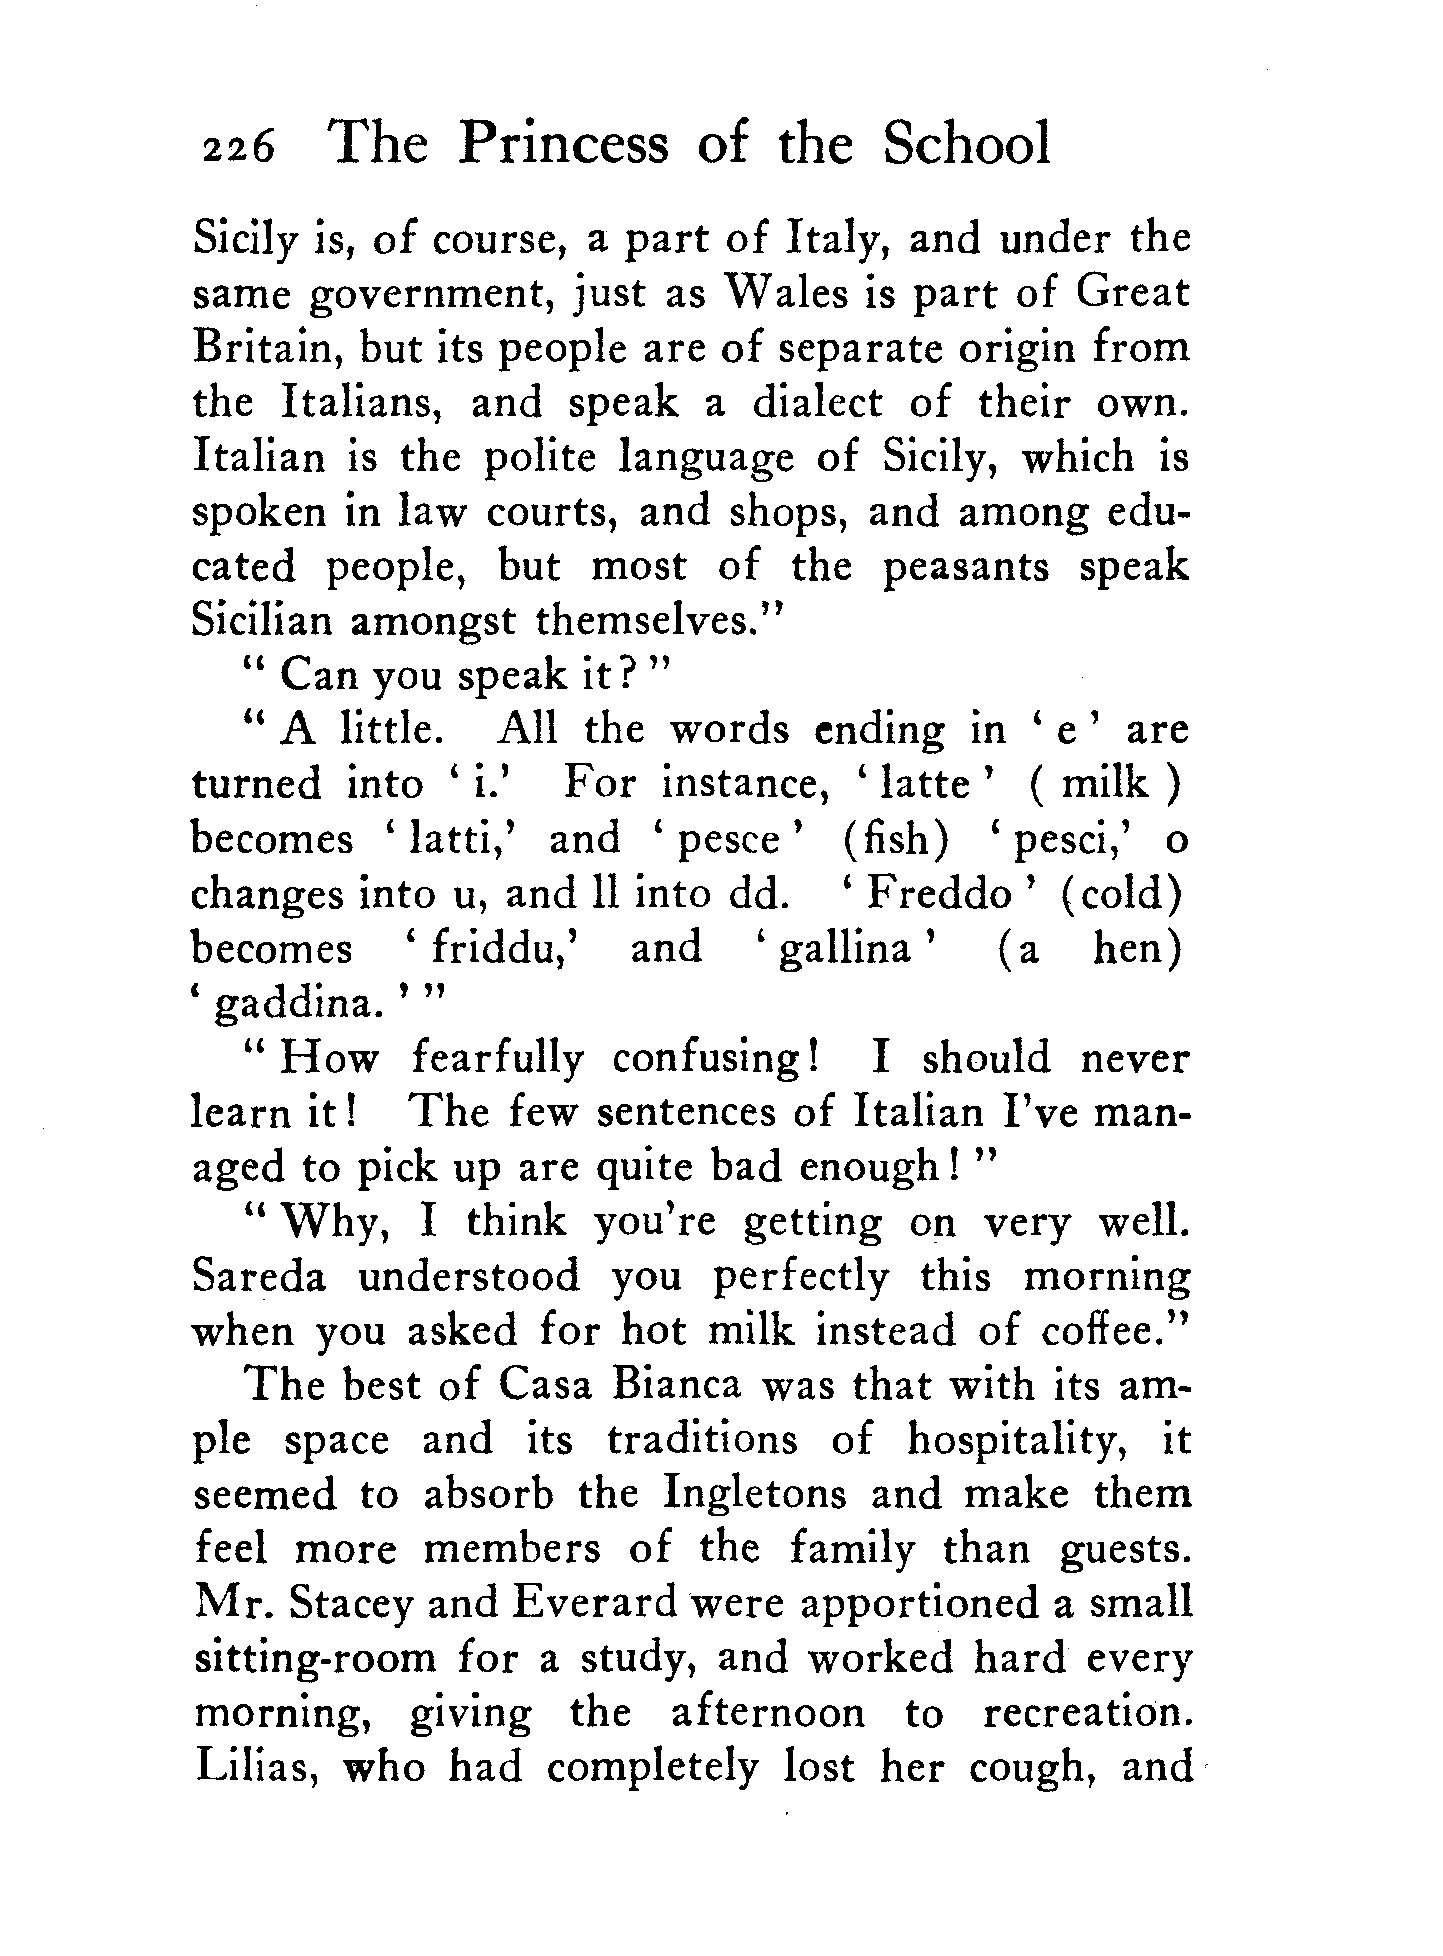 226 The Princess of the School
Sicily is, of course, a part of Italy, and under the
same government, just as Wales is part of Great
Britain, but its people are of separate origin from
the Italians, and speak a dialect of their own.
Italian is the polite language of Sicily, which is
spoken in law courts, and shops, and among edu-
cated people, but most of the peasants speak
Sicilian amongst themselves."
" Can you speak it? "
" A little. All the words ending in ' e ' are
turned into ' i.' For instance, ' latte ' ( milk )
becomes ' latti,' and ' pesce ' (fish) ' pesci,' o
changes into u, and ll into dd. ' Freddo ' (cold)
becomes ' friddu,' and ' gallina ' (a hen)
' gaddina. ' "
" How fearfully confusing! I should never
learn it! The few sentences of Italian I've man-
aged to pick up are quite bad enough! "
" Why, I think you're getting on very well.
Sareda understood you perfectly this morning
when you asked for hot milk instead of coffee."
The best of Casa Bianca was that with its am-
ple space and its traditions of hospitality, it
seemed to absorb the Ingletons and make them
feel more members of the family than guests.
Mr. Stacey and Everard were apportioned a small
sitting-room for a study, and worked hard every
morning, giving the afternoon to recreation.
Lilias, who had completely lost her cough, and